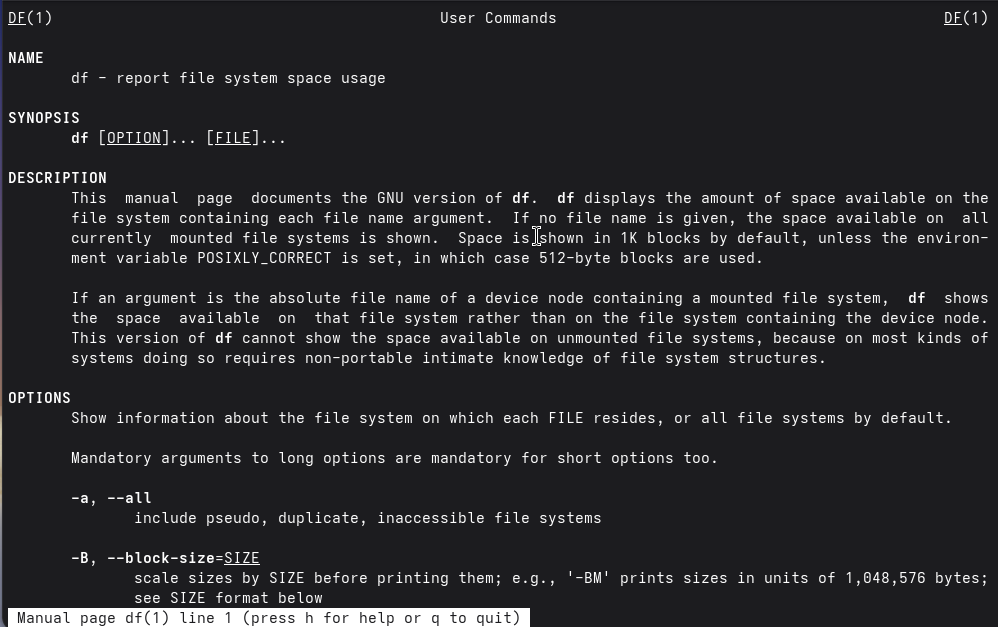 DF(1) User Commands DF(1)
NAME
df - report file system space usage
SYNOPSIS
df [OPTION]... [FILE]...
DESCRIPTION
This manual page documents the GNU version of df. df displays the amount of space available on the
file system containing each file name argument. If no file name is given, the space available on all
currently mounted file systems is shown. Space is shown in 1K blocks by default, unless the environ-
ment variable POSIXLY_CORRECT is set, in which case 512-byte blocks are used.
If an argument is the absolute file name of a device node containing a mounted file system, df shows
the space available on that file system rather than on the file system containing the device node.
This version of df cannot show the space available on unmounted file systems, because on most kinds of
systems doing so requires non-portable intimate knowledge of file system structures.
OPTIONS
Show information about the file system on which each FILE resides, or all file systems by default.
Mandatory arguments to long options are mandatory for short options too.
-a, --all
include pseudo, duplicate, inaccessible file systems
-B, --block-size=SIZE
scale sizes by SIZE before printing them; e.g., '-BM' prints sizes in units of 1,048,576 bytes;
see SIZE format below
Manual page df(1) line 1 (press h for help or q to quit)